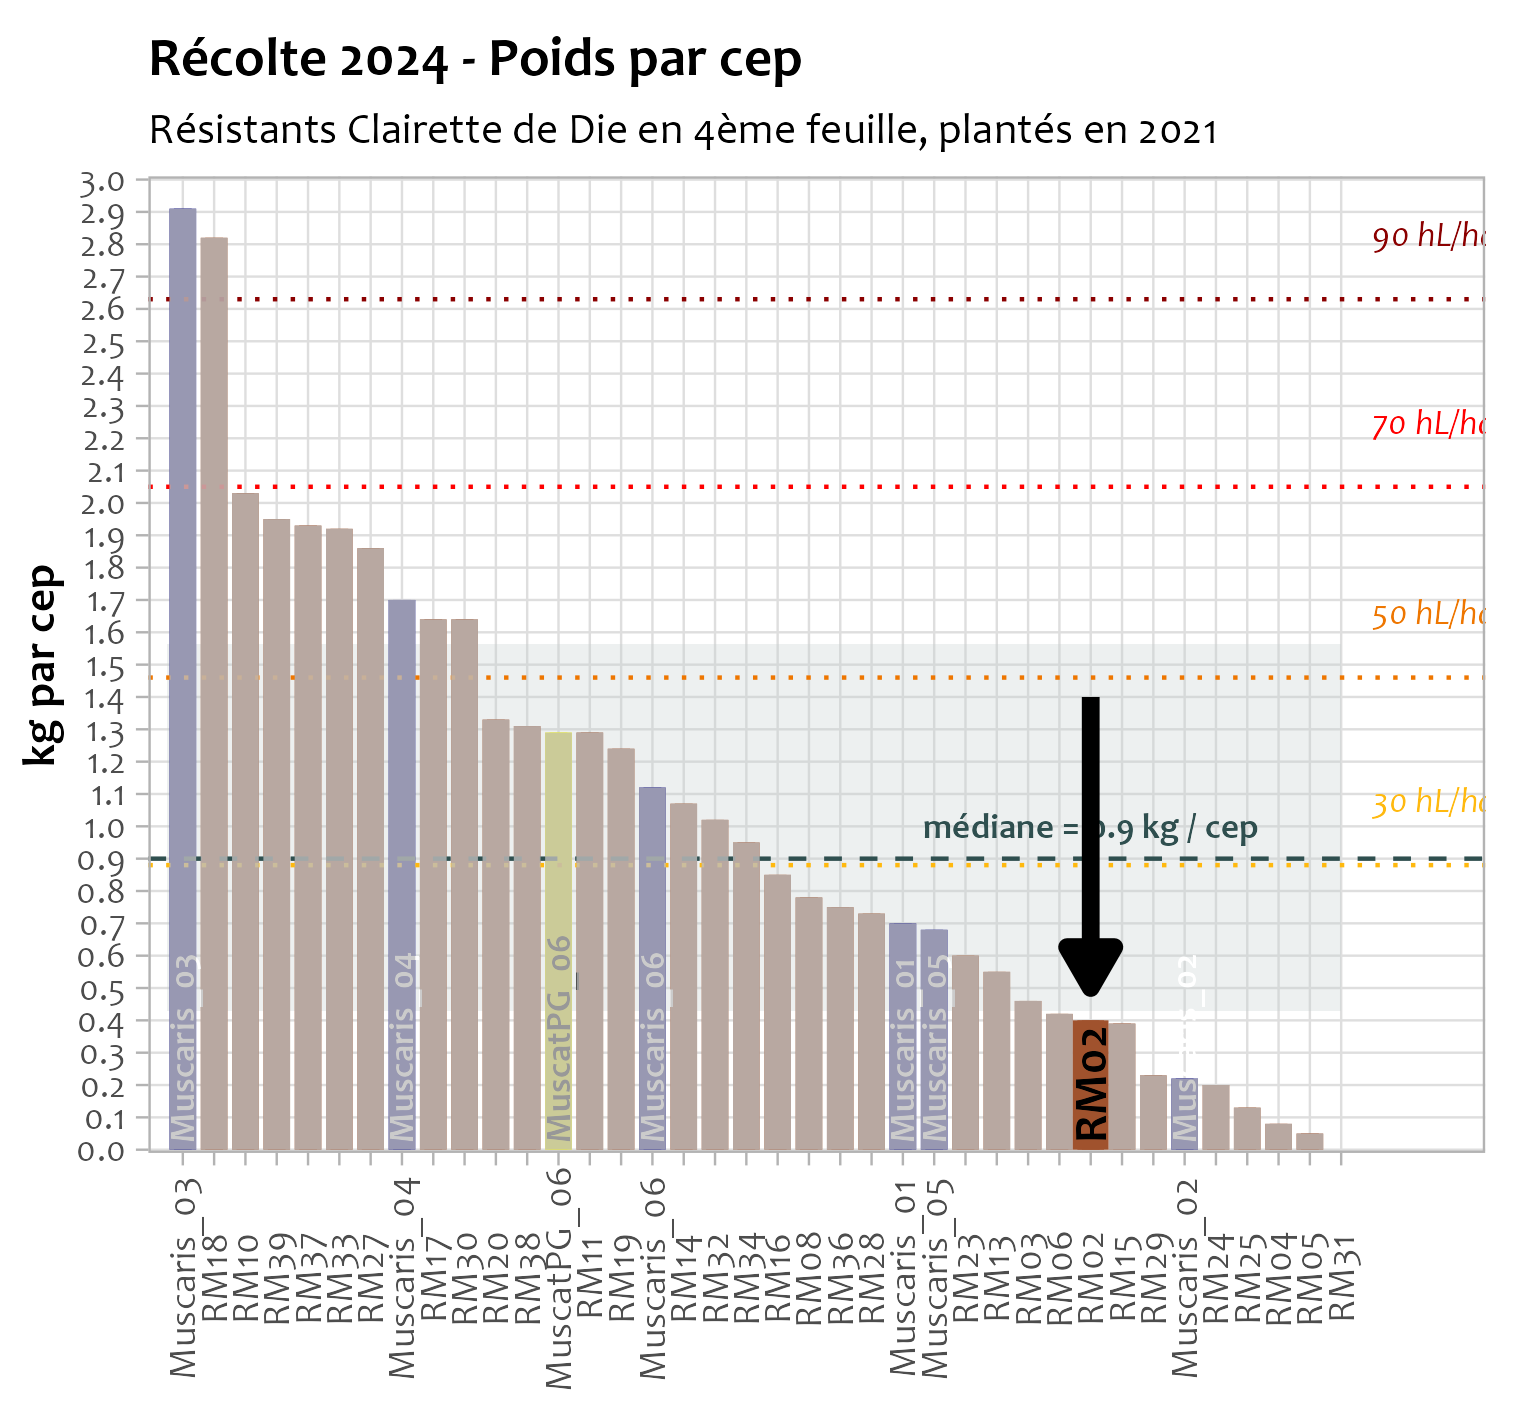 Récolte 2024 - Poids par cep
Résistants Clairette de Die en 4ème feuille, plantés en 2021
kg par cep
3.0
2.9
2.8
2.7
2.6
2.5
2.4
2.3
2.2
2.1
2.0
1.9
1.8
1.7
1.6
1.5
1.4
1.3
1.2
1.1
1.0
0.9
0.8
0.7
0.6
0.5
0.4
0.3
0.2
0.1
0.0
90 hL/ha
70 hL/ha
50 hL/ha
30 hL/ha
médiane = 0.9 kg / cep
Muscaris_03
Muscaris_04
MuscatPG_06
Muscaris_06
Muscaris_01
Muscaris_05
RM02
Muscaris_02
Muscaris_03
RM18
RM10
RM39
RM37
RM33
RM27
Muscaris_04
RM17
RM30
RM20
RM38
MuscatPG_06
RM11
RM19
Muscaris_06
RM14
RM32
RM34
RM16
RM08
RM36
RM28
Muscaris_01
Muscaris_05
RM23
RM13
RM03
RM06
RM02
RM15
RM29
Muscaris_02
RM24
RM25
RM04
RM05
RM31